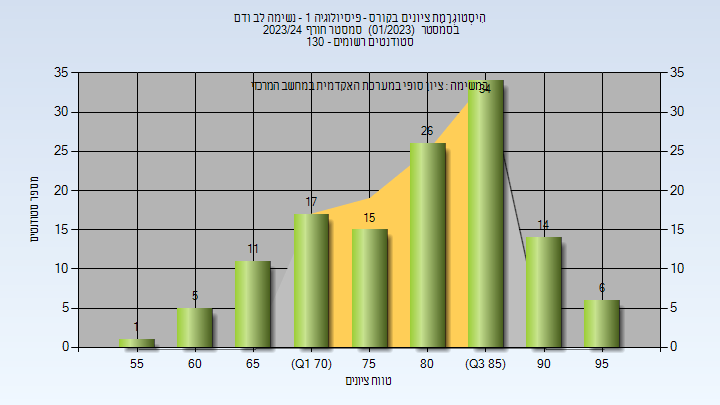 היסטוגרמת ציונים בקורס - פיסיולוגיה 1 - נשימה לב ודם
בסמסטר (01/2023) סמסטר חורף 2023/24
סטודנטים רשומים - 130
המשימה : ציון סופי במערכת האקדמית במחשב המרכזי
35 35
34
30 30
26
25 25
20 20
17
15
15 15
14
11
10 10
6
5
5 5
1
0 0
55 60 65 (Q1 70) 75 80 (Q3 85) 90 95
טווח ציונים
מספר סטודנטים